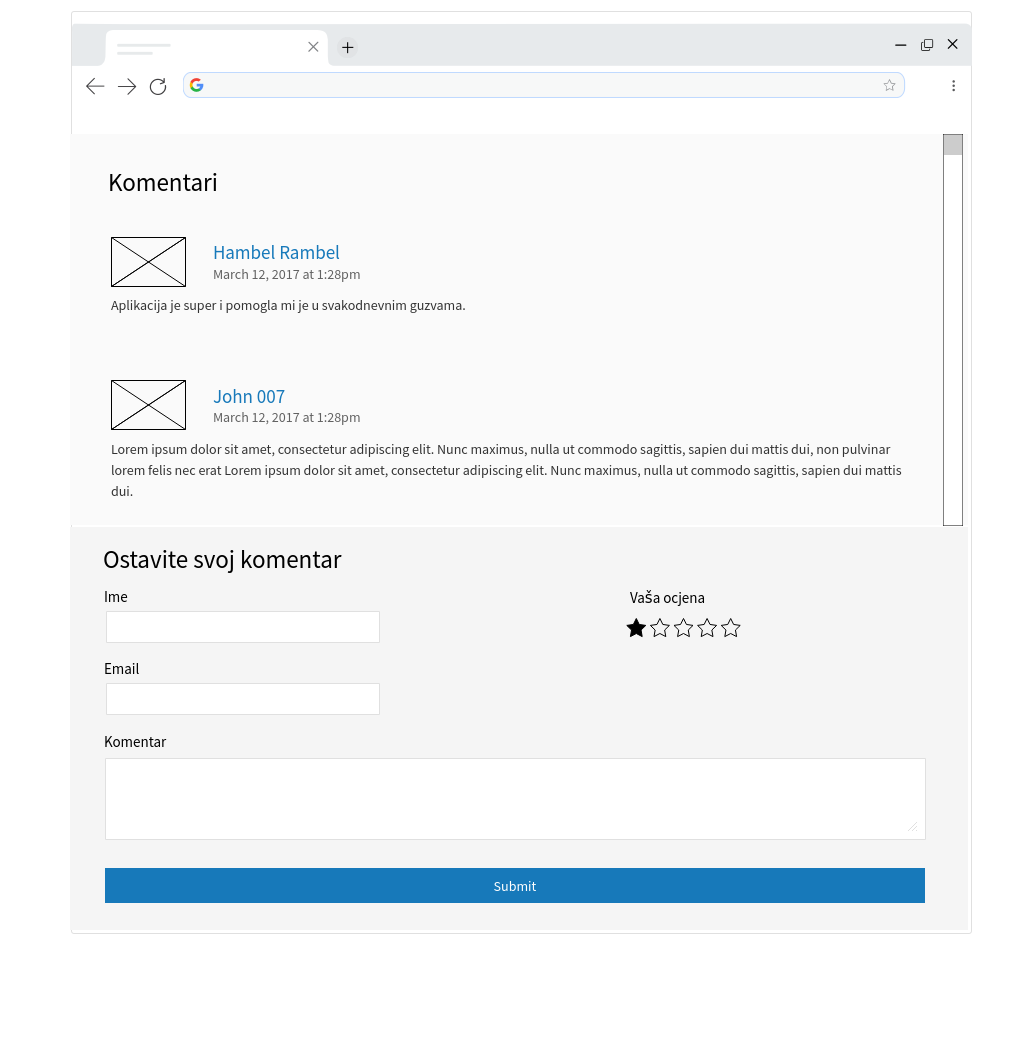 Komentari
Hambel Rambel
March 12, 2017 at 1:28pm
Aplikacija je super i pomogla mi je u svakodnevnim guzvama.
John 007
March 12, 2017 at 1:28pm
Lorem ipsum dolor sit amet, consectetur adipiscing elit. Nunc maximus, nulla ut commodo sagittis, sapien dui mattis dui, non pulvinar
lorem felis nec erat Lorem ipsum dolor sit amet, consectetur adipiscing elit. Nunc maximus, nulla ut commodo sagittis, sapien dui mattis
dui.
Ostavite svoj komentar
Ime
Vaša ocjena
Email
Komentar
Submit